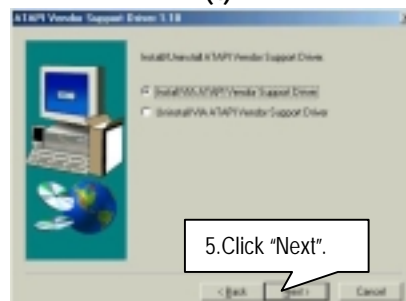 ATAPI Vendor Support Driver 1.10
Install/Uninstall ATAPI Vendor Support Driver.
Install VIA ATAPI Vendor Support Driver
Uninstall VIA ATAPI Vendor Support Driver
5.Click “Next”.
< Back
Next >
Cancel